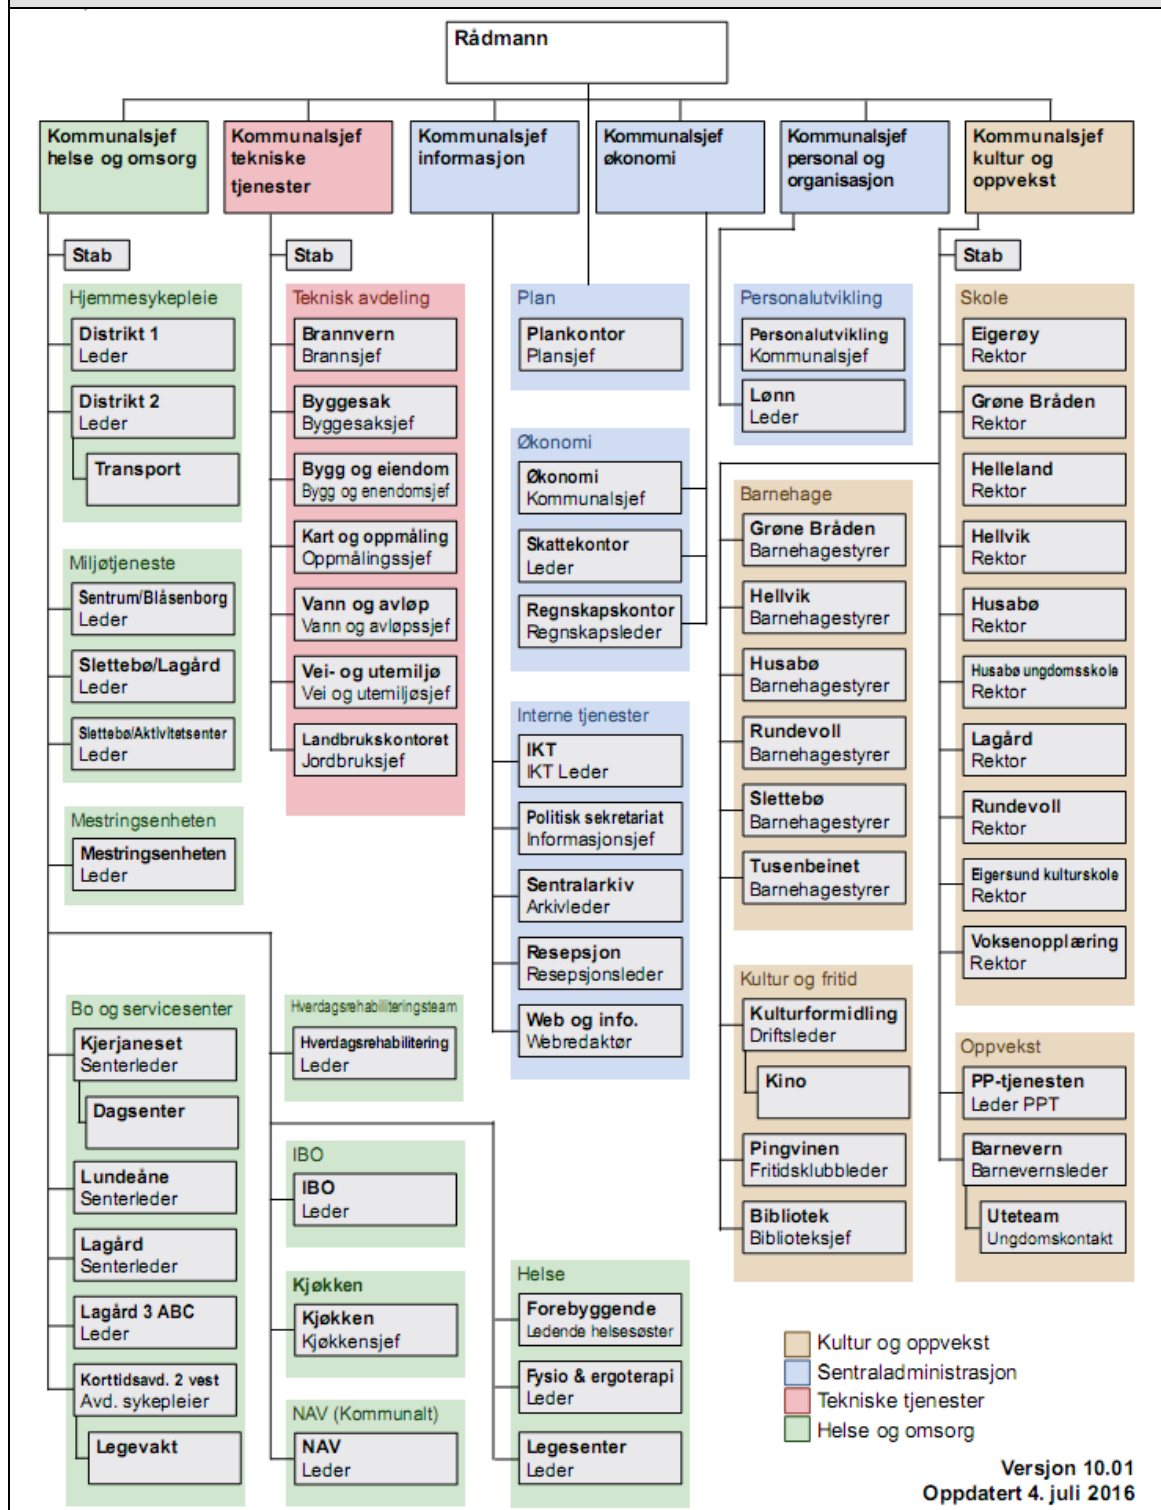 Rådmann
Kommunalsjef
helse og omsorg
Kommunalsjef
tekniske
tjenester
Kommunalsjef
informasjon
Kommunalsjef
økonomi
Kommunalsjef
personal og
organisasjon
Kommunalsjef
kultur og
oppvekst
Stab
Hjemmesykepleie
Distrikt 1
Leder
Distrikt 2
Leder
Transport
Miljøtjeneste
Sentrum/Blåsenborg
Leder
Slettebø/Lagård
Leder
Slettebø/Aktivitetsenter
Leder
Mestringsenheten
Mestringsenheten
Leder
Bo og servicesenter
Kjerjaneset
Senterleder
Dagsenter
Lundeåne
Senterleder
Lagård
Senterleder
Lagård 3 ABC
Leder
Korttidsavd. 2 vest
Avd. sykepleier
Legevakt
Stab
Teknisk avdeling
Brannvern
Brannsjef
Byggesak
Byggesaksjef
Bygg og eiendom
Bygg og enendomsjef
Kart og oppmåling
Oppmålingssjef
Vann og avløp
Vann og avløpssjef
Vei- og utemiljø
Vei og utemiljøsjef
Landbrukskontoret
Jordbruksjef
Hverdagsrehabiliteringsteam
Hverdagsrehabilitering
Leder
IBO
IBO
Leder
Kjøkken
Kjøkken
Kjøkkensjef
NAV (Kommunalt)
NAV
Leder
Plan
Plankontor
Plansjef
Økonomi
Økonomi
Kommunalsjef
Skattekontor
Leder
Regnskapskontor
Regnskapsleder
Interne tjenester
IKT
IKT Leder
Politisk sekretariat
Informasjonsjef
Sentralarkiv
Arkivleder
Resepsjon
Resepsjonsleder
Web og info.
Webredaktør
Helse
Forebyggende
Ledende helsesøster
Fysio & ergoterapi
Leder
Legesenter
Leder
Personalutvikling
Personalutvikling
Kommunalsjef
Lønn
Leder
Barnehage
Grøne Bråden
Barnehagestyrer
Hellvik
Barnehagestyrer
Husabø
Barnehagestyrer
Rundevoll
Barnehagestyrer
Slettebø
Barnehagestyrer
Tusenbeinet
Barnehagestyrer
Kultur og fritid
Kulturformidling
Driftsleder
Kino
Pingvinen
Fritidsklubbleder
Bibliotek
Biblioteksjef
Stab
Skole
Eigerøy
Rektor
Grøne Bråden
Rektor
Helleland
Rektor
Hellvik
Rektor
Husabø
Rektor
Husabø ungdomsskole
Rektor
Lagård
Rektor
Rundevoll
Rektor
Eigersund kulturskole
Rektor
Voksenopplæring
Rektor
Oppvekst
PP-tjenesten
Leder PPT
Barnevern
Barnevernsleder
Uteteam
Ungdomskontakt
Kultur og oppvekst
Sentraladministrasjon
Tekniske tjenester
Helse og omsorg
Versjon 10.01
Oppdatert 4. juli 2016